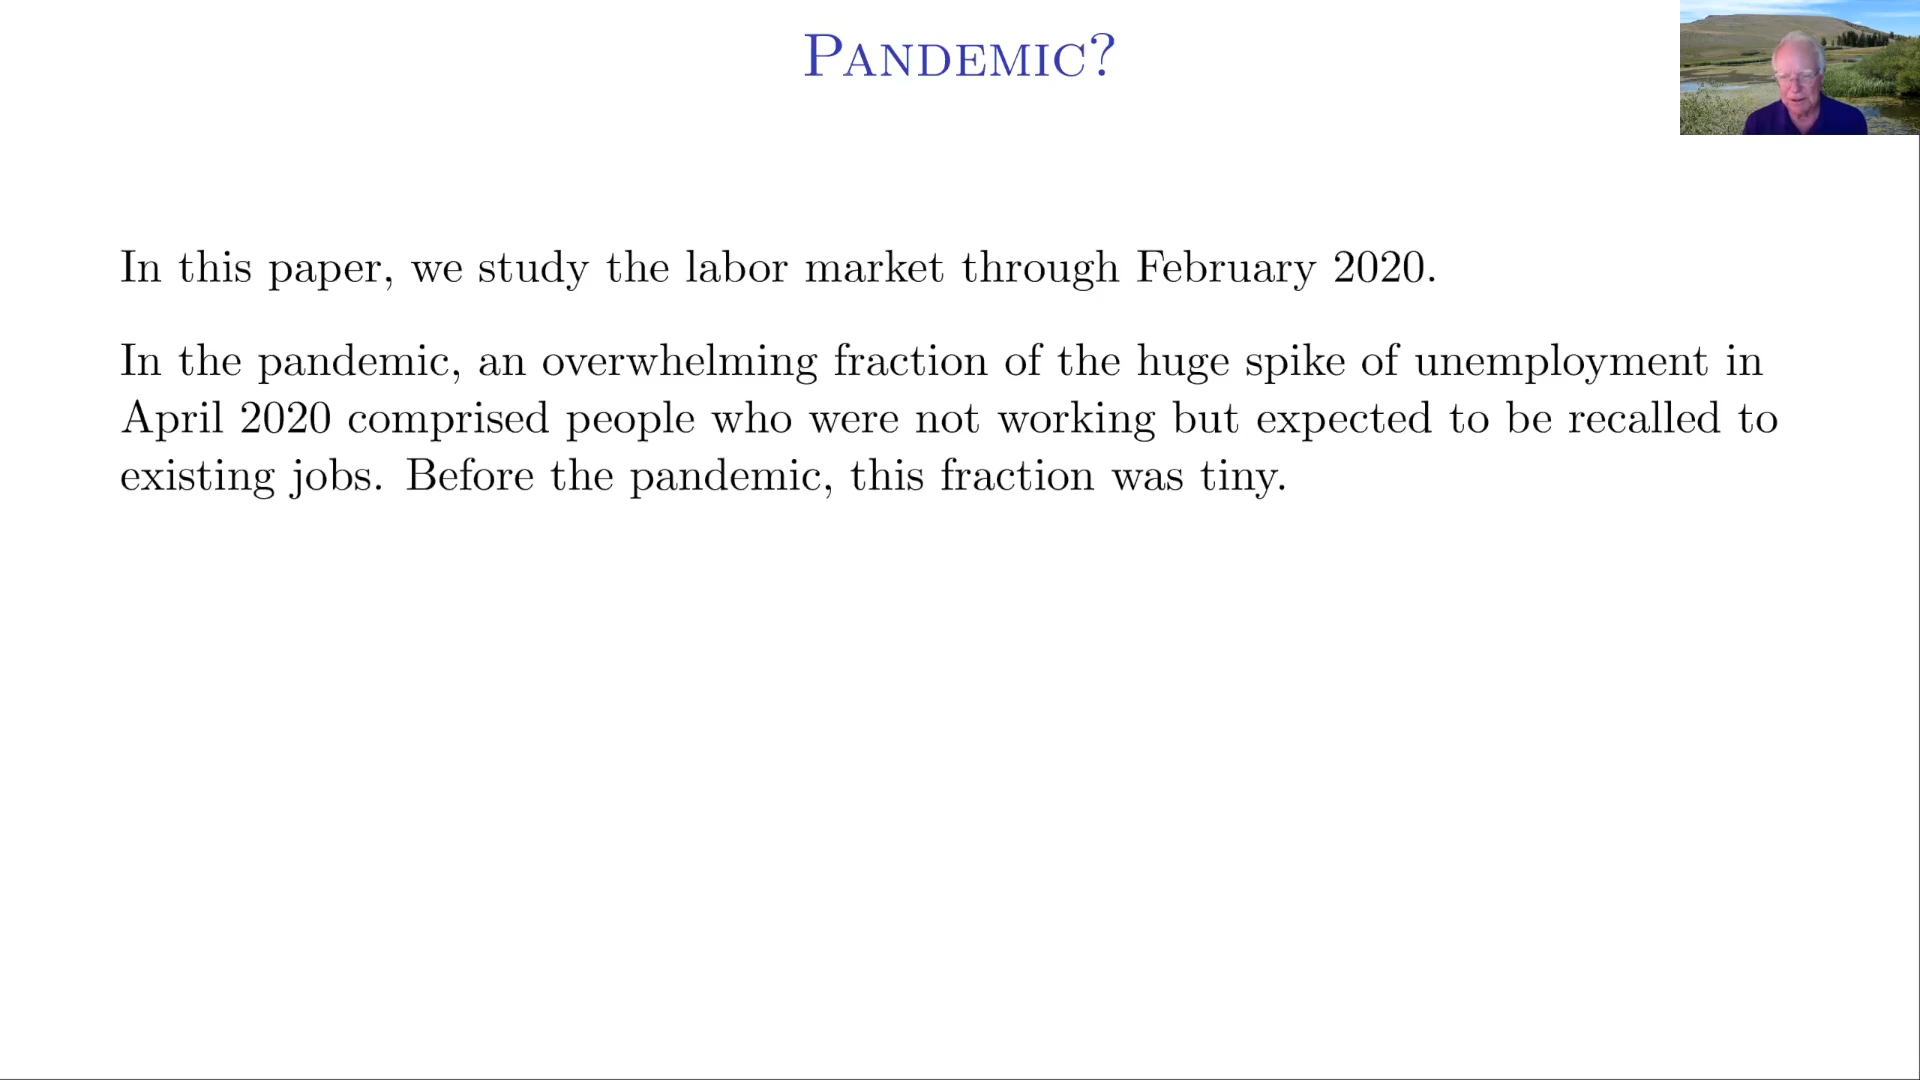 PANDEMIC?
In this paper, we study the labor market through February 2020.
In the pandemic, an overwhelming fraction of the huge spike of unemployment in
April 2020 comprised people who were not working but expected to be recalled to
existing jobs. Before the pandemic, this fraction was tiny.